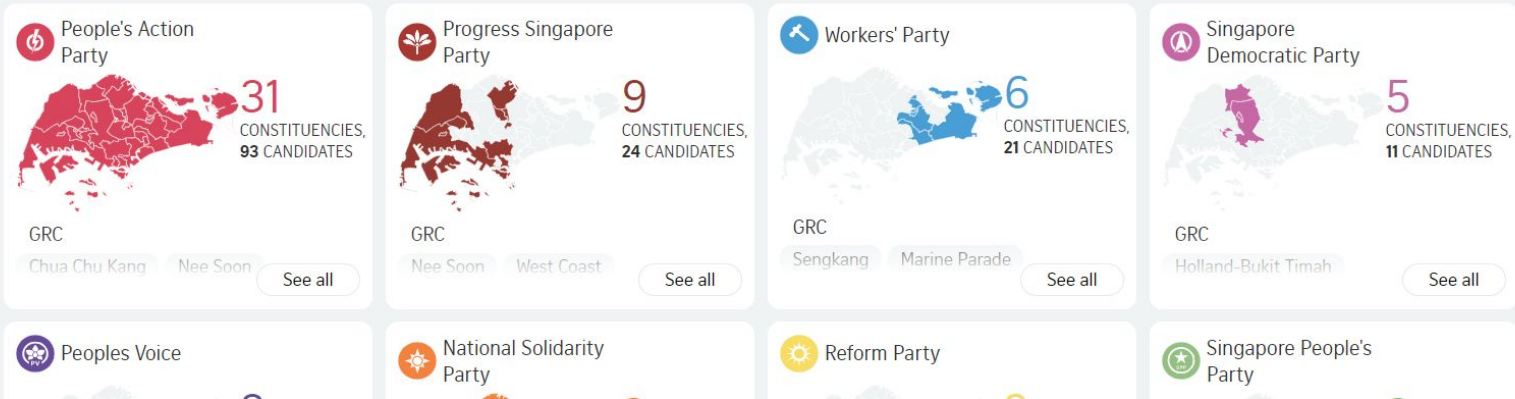 People's Action
Party
31
CONSTITUENCIES,
93 CANDIDATES
GRC
Chua Chu Kang
Nee Soon
See all
Progress Singapore
Party
9
CONSTITUENCIES,
24 CANDIDATES
GRC
Nee Soon
West Coast
See all
Workers' Party
6
CONSTITUENCIES,
21 CANDIDATES
GRC
Sengkang
Marine Parade
See all
Singapore
Democratic Party
5
CONSTITUENCIES,
11 CANDIDATES
GRC
Holland-Bukit Timah
See all
PV
Peoples Voice
National Solidarity
Party
Reform Party
Singapore People's
Party